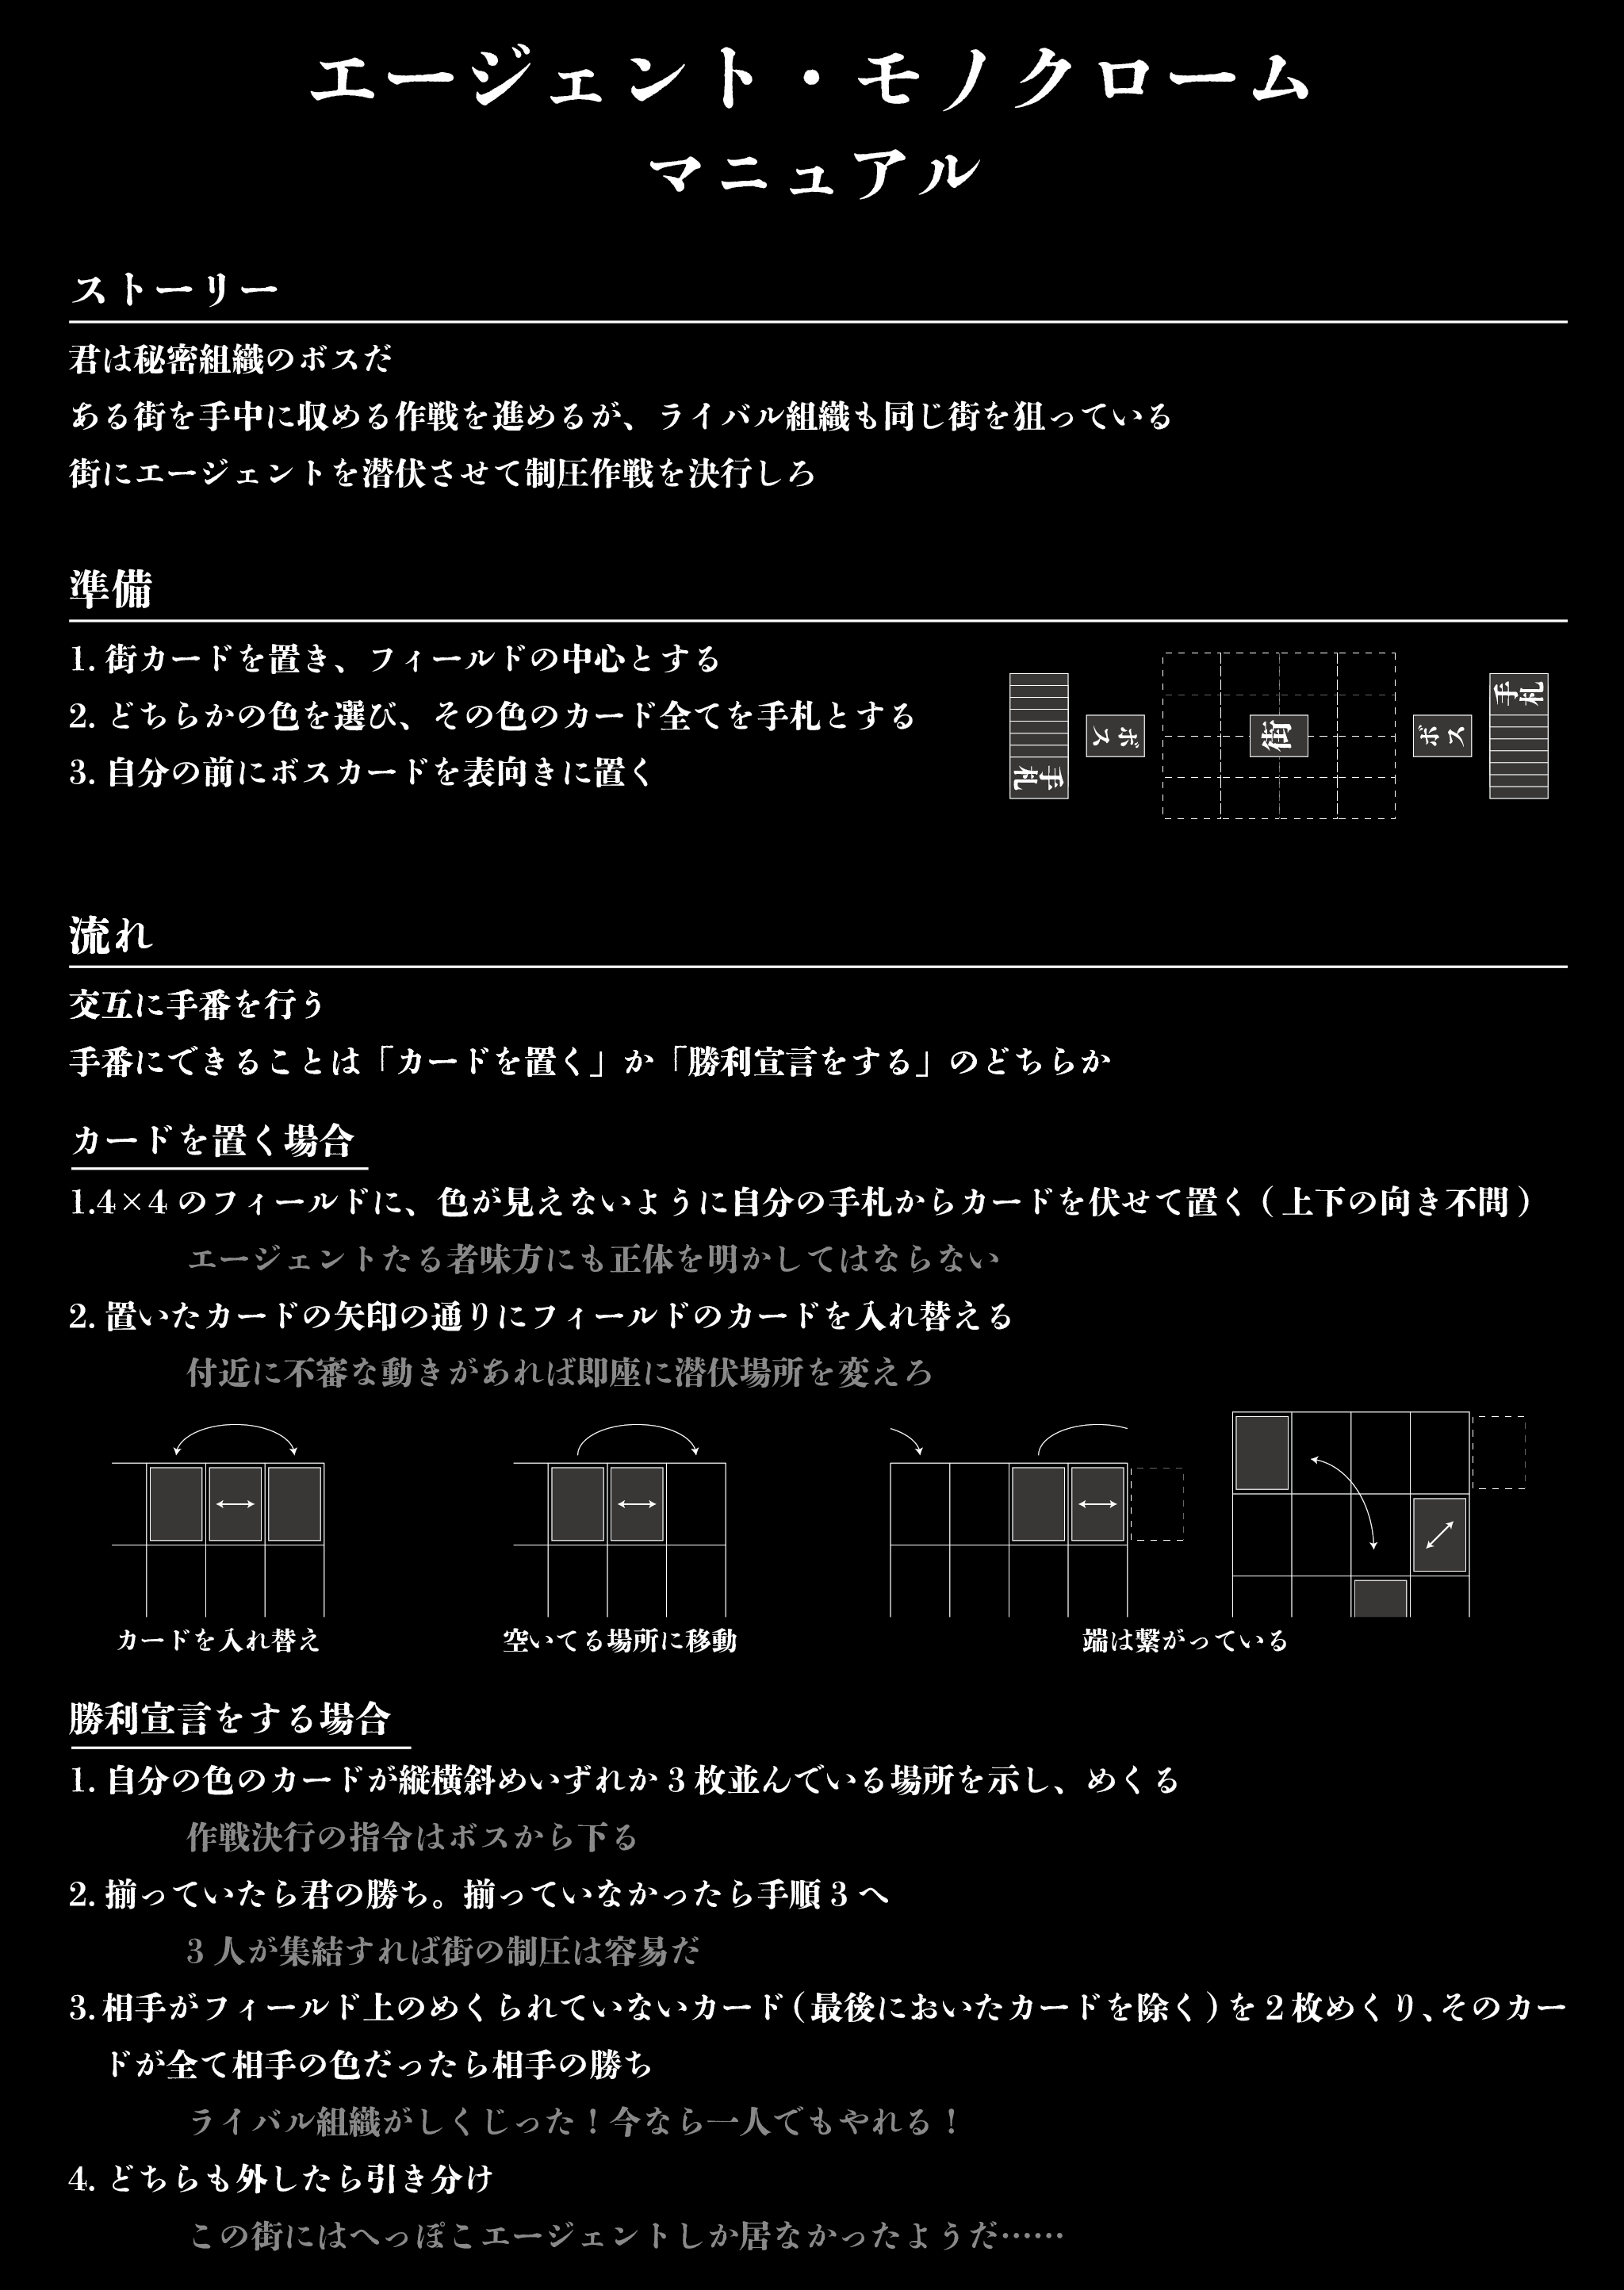 エージェント・モノクローム
マニュアル
ストーリー
君は秘密組織のボスだ
ある街を手中に収める作戦を進めるが、ライバル組織も同じ街を狙っている
街にエージェントを潜伏させて制圧作戦を決行しろ
準備
1. 街カードを置き、フィールドの中心とする
2. どちらかの色を選び、その色のカード全てを手札とする
3. 自分の前にボスカードを表向きに置く
手札
ボス
街
ボス
手札
流れ
交互に手番を行う
手番にできることは「カードを置く」か「勝利宣言をする」のどちらか
カードを置く場合
1.4×4 のフィールドに、色が見えないように自分の手札からカードを伏せて置く ( 上下の向き不問 )
エージェントたる者味方にも正体を明かしてはならない
2. 置いたカードの矢印の通りにフィールドのカードを入れ替える
付近に不審な動きがあれば即座に潜伏場所を変えろ
カードを入れ替え
空いてる場所に移動
端は繋がっている
勝利宣言をする場合
1. 自分の色のカードが縦横斜めいずれか 3 枚並んでいる場所を示し、めくる
作戦決行の指令はボスから下る
2. 揃っていたら君の勝ち。揃っていなかったら手順 3 へ
3 人が集結すれば街の制圧は容易だ
3. 相手がフィールド上のめくられていないカード ( 最後においたカードを除く ) を 2 枚めくり、そのカー
ドが全て相手の色だったら相手の勝ち
ライバル組織がしくじった！今なら一人でもやれる！
4. どちらも外したら引き分け
この街にはへっぽこエージェントしか居なかったようだ……